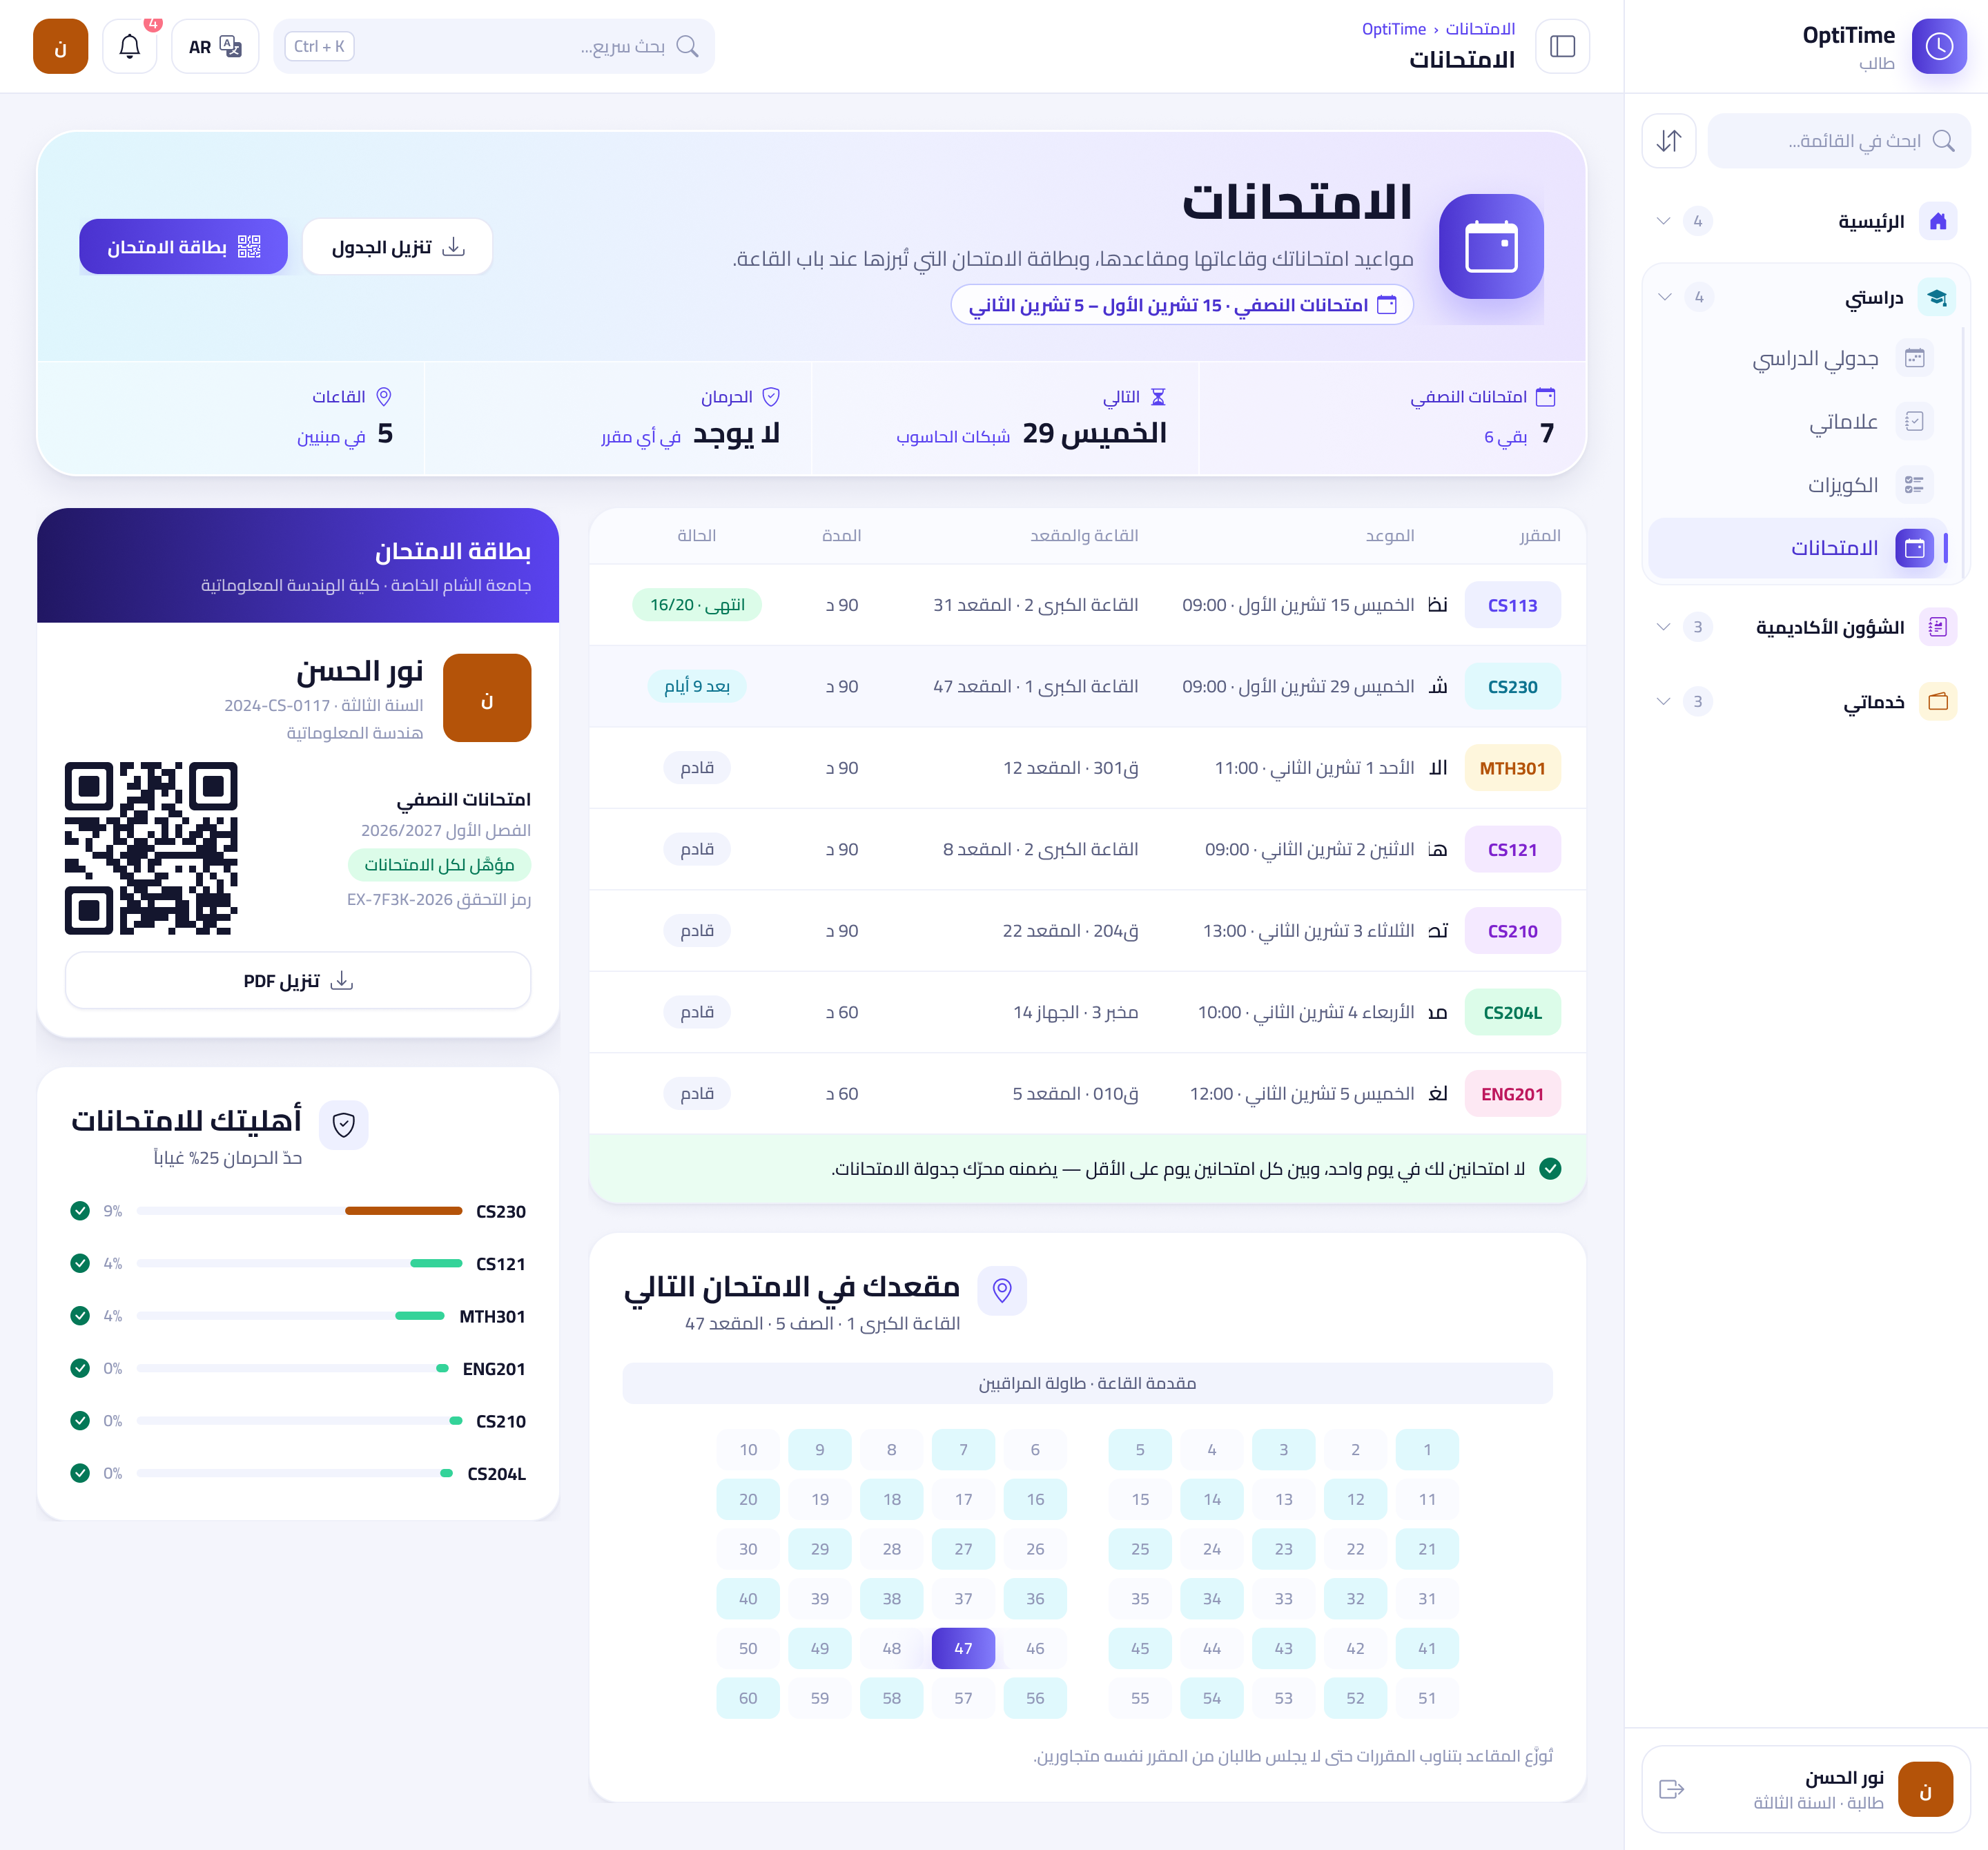 OptiTime
طالب
ابحث في القائمة...
الرئيسية 4
دراستي 4
جدولي الدراسي
علاماتي
الكويزات
الامتحانات
الشؤون الأكاديمية 3
خدماتي 3
نور الحسن
طالبة · السنة الثالثة
الامتحانات ‹ OptiTime
الامتحانات
بحث سريع... Ctrl + K
AR
4
ن
الامتحانات
مواعيد امتحاناتك وقاعاتها ومقاعدها، وبطاقة الامتحان التي تُبرزها عند باب القاعة.
امتحانات النصفي · 15 تشرين الأول – 5 تشرين الثاني
تنزيل الجدول
بطاقة الامتحان
امتحانات النصفي
7 بقي 6
التالي
الخميس 29 شبكات الحاسوب
الحرمان
لا يوجد في أي مقرر
القاعات
5 في مبنيين
المقرر الموعد القاعة والمقعد المدة الحالة
CS113 نظ الخميس 15 تشرين الأول · 09:00 القاعة الكبرى 2 · المقعد 31 90 د انتهى · 16/20
CS230 شـ الخميس 29 تشرين الأول · 09:00 القاعة الكبرى 1 · المقعد 47 90 د بعد 9 أيام
MTH301 الا الأحد 1 تشرين الثاني · 11:00 ق301 · المقعد 12 90 د قادم
CS121 هـ الاثنين 2 تشرين الثاني · 09:00 القاعة الكبرى 2 · المقعد 8 90 د قادم
CS210 تص الثلاثاء 3 تشرين الثاني · 13:00 ق204 · المقعد 22 90 د قادم
CS204L مخ الأربعاء 4 تشرين الثاني · 10:00 مخبر 3 · الجهاز 14 60 د قادم
ENG201 لغ الخميس 5 تشرين الثاني · 12:00 ق010 · المقعد 5 60 د قادم
لا امتحانين لك في يوم واحد، وبين كل امتحانين يوم على الأقل — يضمنه محرّك جدولة الامتحانات.
مقعدك في الامتحان التالي
القاعة الكبرى 1 · الصف 5 · المقعد 47
مقدمة القاعة · طاولة المراقبين
1 2 3 4 5 6 7 8 9 10
11 12 13 14 15 16 17 18 19 20
21 22 23 24 25 26 27 28 29 30
31 32 33 34 35 36 37 38 39 40
41 42 43 44 45 46 47 48 49 50
51 52 53 54 55 56 57 58 59 60
تُوزَّع المقاعد بتناوب المقررات حتى لا يجلس طالبان من المقرر نفسه متجاورين.
بطاقة الامتحان
جامعة الشام الخاصة · كلية الهندسة المعلوماتية
ن
نور الحسن
السنة الثالثة · 2024-CS-0117
هندسة المعلوماتية
امتحانات النصفي
الفصل الأول 2026/2027
مؤهَّل لكل الامتحانات
رمز التحقق EX-7F3K-2026
تنزيل PDF
أهليتك للامتحانات
حدّ الحرمان 25% غياباً
CS230 9%
CS121 4%
MTH301 4%
ENG201 0%
CS210 0%
CS204L 0%
ن